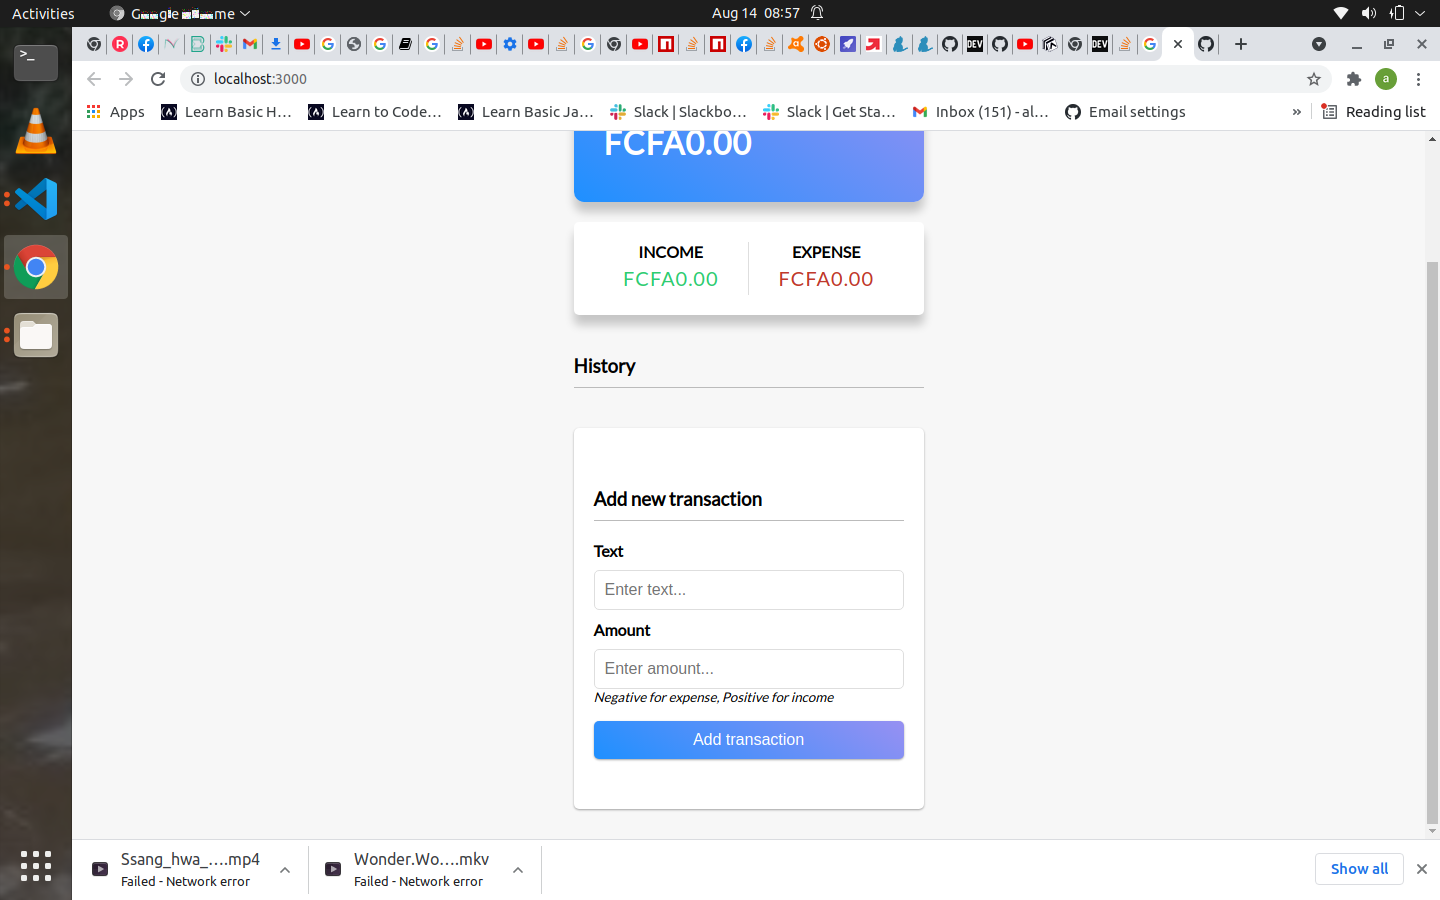 Activities
Aug 14 08:57
localhost:3000
Apps
Learn Basic H...
Learn to Code...
Learn Basic Ja...
Slack | Slackbo...
Slack | Get Sta...
Inbox (151) - al...
Email settings
»
Reading list
FCFA0.00
INCOME
EXPENSE
FCFA0.00
FCFA0.00
History
Add new transaction
Text
Enter text...
Amount
Enter amount...
Negative for expense, Positive for income
Add transaction
Ssang_hwa_....mp4
Failed - Network error
Wonder.Wo....mkv
Failed - Network error
Show all